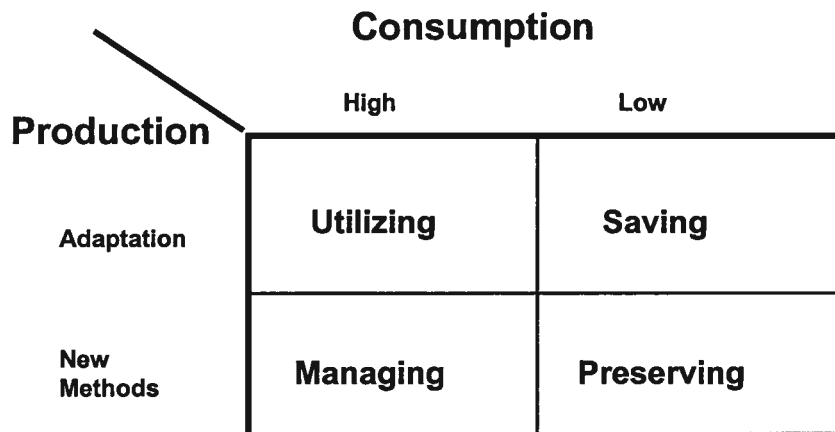 Consumption
High Low
Production
Utilizing Saving
Adaptation
New
Methods
Managing Preserving